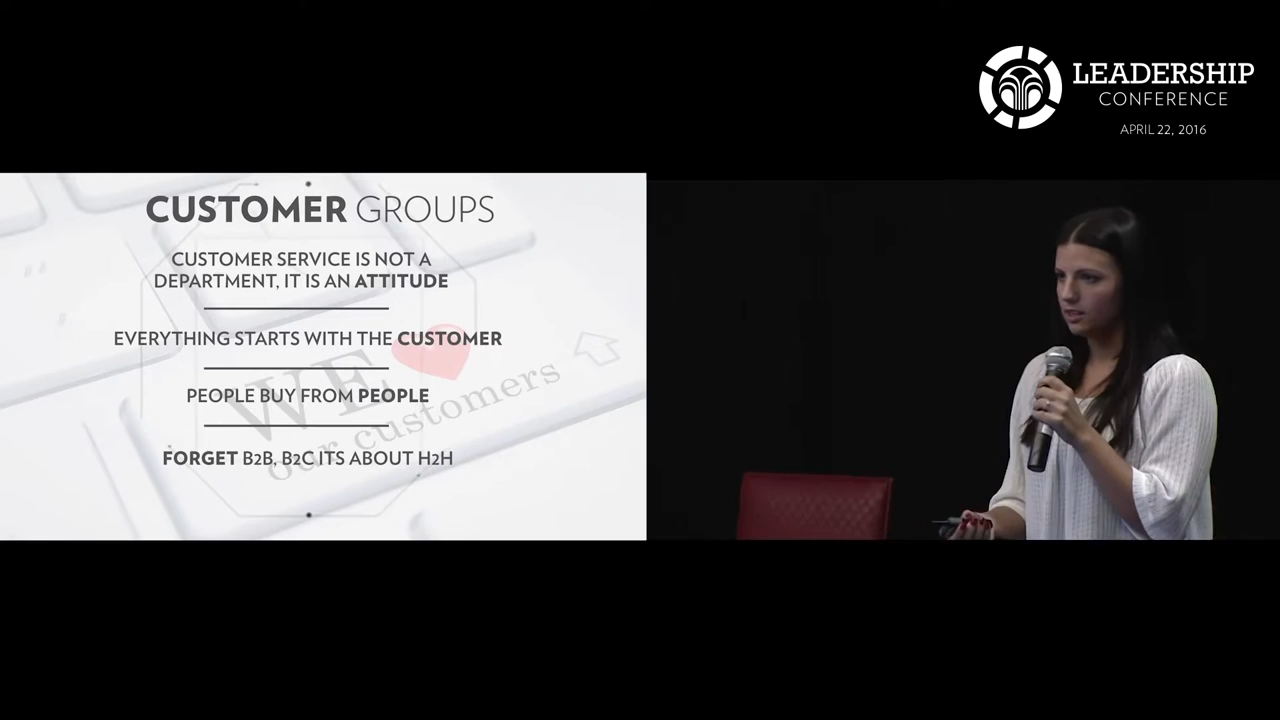 LEADERSHIP
CONFERENCE
APRIL 22, 2016
CUSTOMER GROUPS
CUSTOMER SERVICE IS NOT A
DEPARTMENT, IT IS AN ATTITUDE
EVERYTHING STARTS WITH THE CUSTOMER
PEOPLE BUY FROM PEOPLE
FORGET B2B, B2C ITS ABOUT H2H
WE
our customers